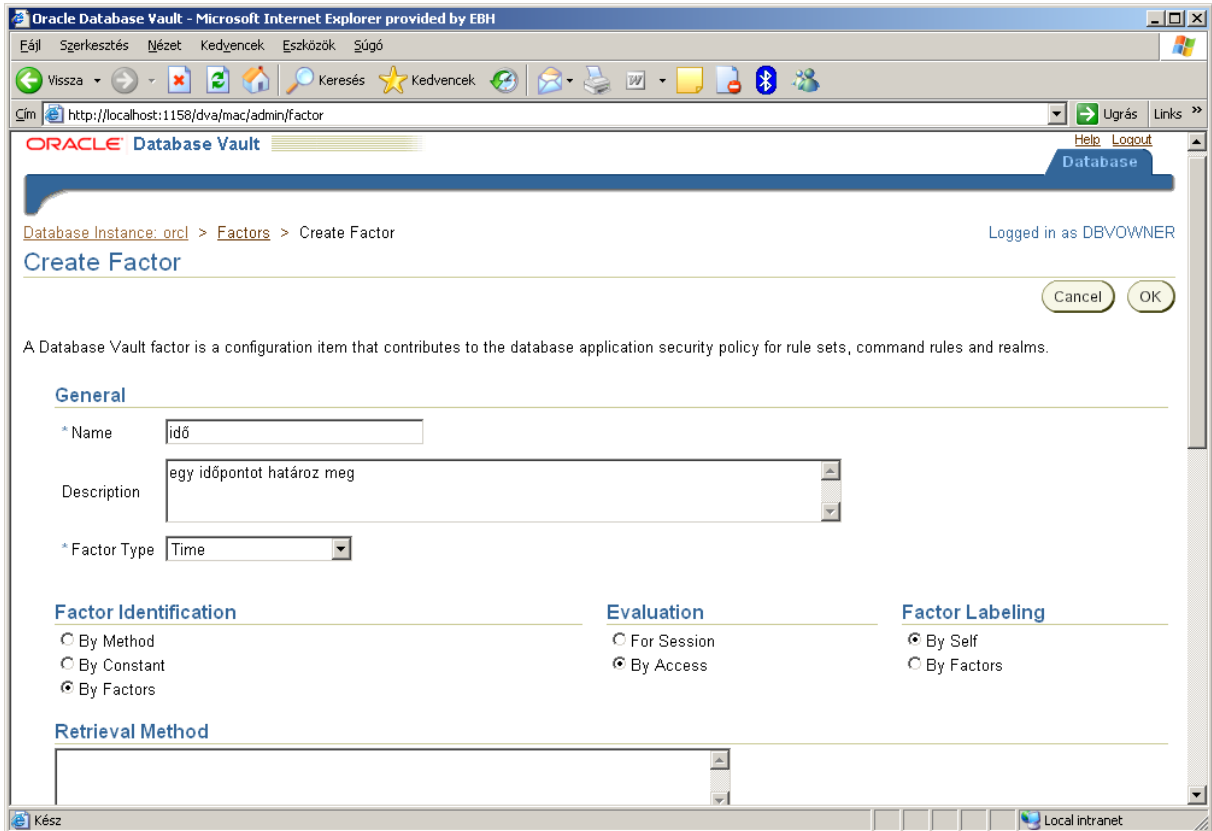 Oracle Database Vault - Microsoft Internet Explorer provided by EBH
Fájl Szerkesztés Nézet Kedvencek Eszközök Súgó
Vissza Keresés Kedvencek
Cím http://localhost:1158/dva/mac/admin/factor Ugrás Links »
ORACLE Database Vault Help Logout
Database
Database Instance: orcl > Factors > Create Factor Logged in as DBVOWNER
Create Factor
Cancel OK
A Database Vault factor is a configuration item that contributes to the database application security policy for rule sets, command rules and realms.
General
* Name idő
Description egy időpontot határoz meg
* Factor Type Time
Factor Identification Evaluation Factor Labeling
By Method For Session By Self
By Constant By Access By Factors
By Factors
Retrieval Method
Kész Local intranet